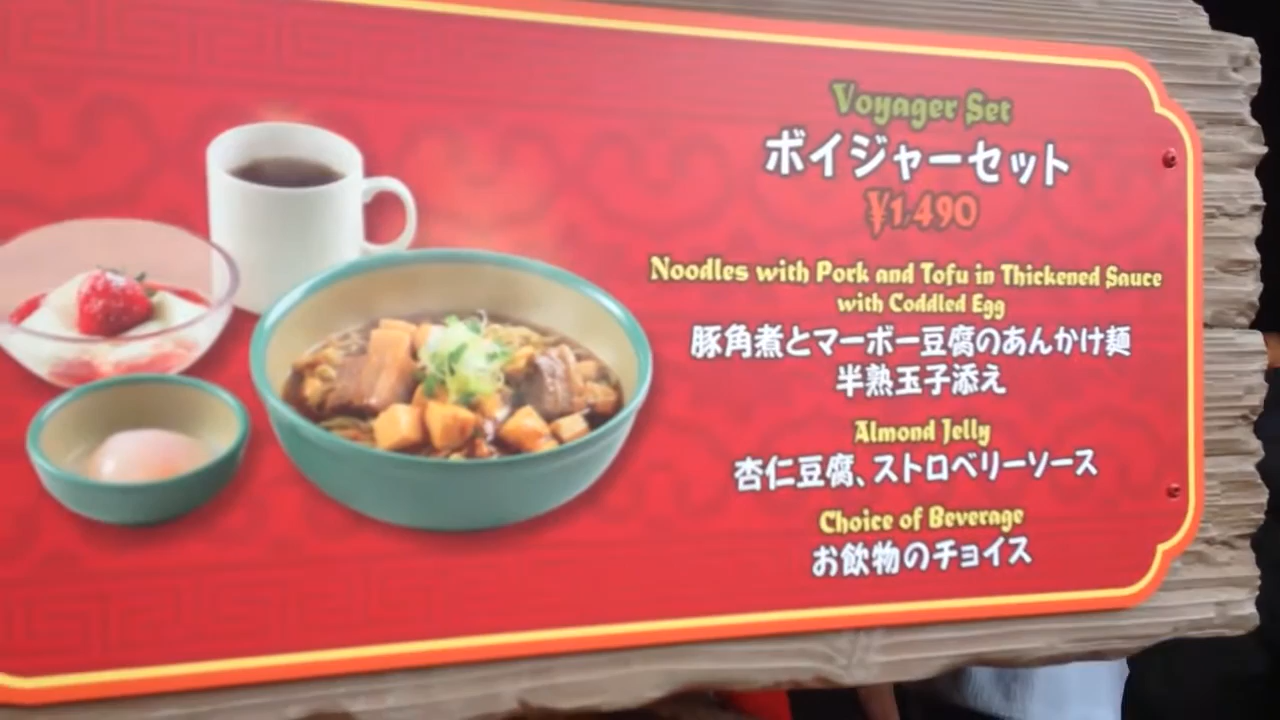 Voyager Set
ボイジャーセット
¥1,490
Noodles with Pork and Tofu in Thickened Sauce
with Coddled Egg
豚角煮とマーボー豆腐のあんかけ麺
半熟玉子添え
Almond Jelly
杏仁豆腐、ストロベリーソース
Choice of Beverage
お飲物のチョイス